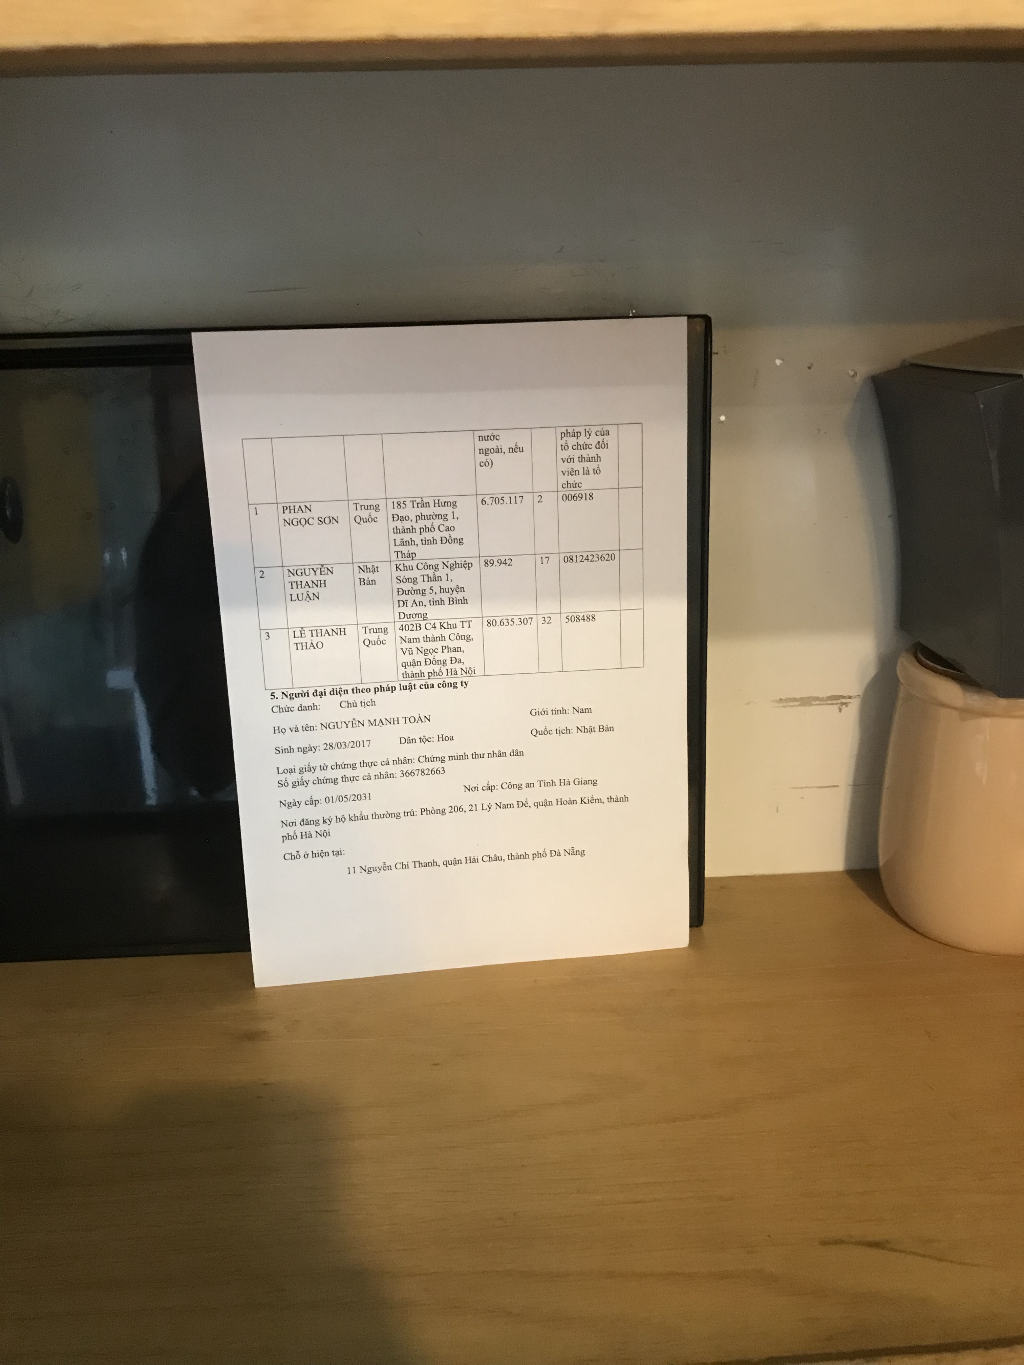 nước
ngoài, nếu
có)
pháp lý của
tổ chức đối
với thành
viên là tổ
chức
1 PHAN NGỌC SƠN Trung Quốc 185 Trần Hưng Đạo, phường 1, thành phố Cao Lãnh, tỉnh Đồng Tháp 6.705.117 2 006918
2 NGUYỄN THANH LUẬN Nhật Bản Khu Công Nghiệp Sóng Thần 1, Đường 5, huyện Dĩ An, tỉnh Bình Dương 89.942 17 0812423620
3 LÊ THANH THẢO Trung Quốc 402B C4 Khu TT Nam thành Công, Vũ Ngọc Phan, quận Đống Đa, thành phố Hà Nội 80.635.307 32 508488
5. Người đại diện theo pháp luật của công ty
Chức danh: Chủ tịch
Họ và tên: NGUYỄN MẠNH TOÀN Giới tính: Nam
Sinh ngày: 28/03/2017 Dân tộc: Hoa Quốc tịch: Nhật Bản
Loại giấy tờ chứng thực cá nhân: Chứng minh thư nhân dân
Số giấy chứng thực cá nhân: 366782663
Ngày cấp: 01/05/2031 Nơi cấp: Công an Tỉnh Hà Giang
Nơi đăng ký hộ khẩu thường trú: Phòng 206, 21 Lý Nam Đế, quận Hoàn Kiếm, thành
phố Hà Nội
Chỗ ở hiện tại:
11 Nguyễn Chí Thanh, quận Hải Châu, thành phố Đà Nẵng